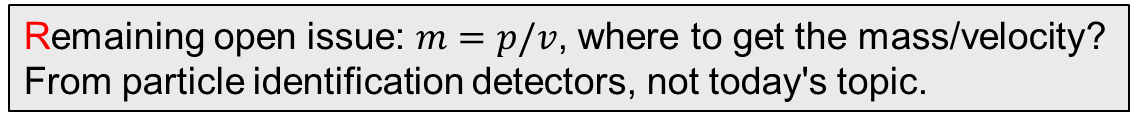 Remaining open issue: 𝑚 = 𝑝/𝑣, where to get the mass/velocity?
From particle identification detectors, not today's topic.